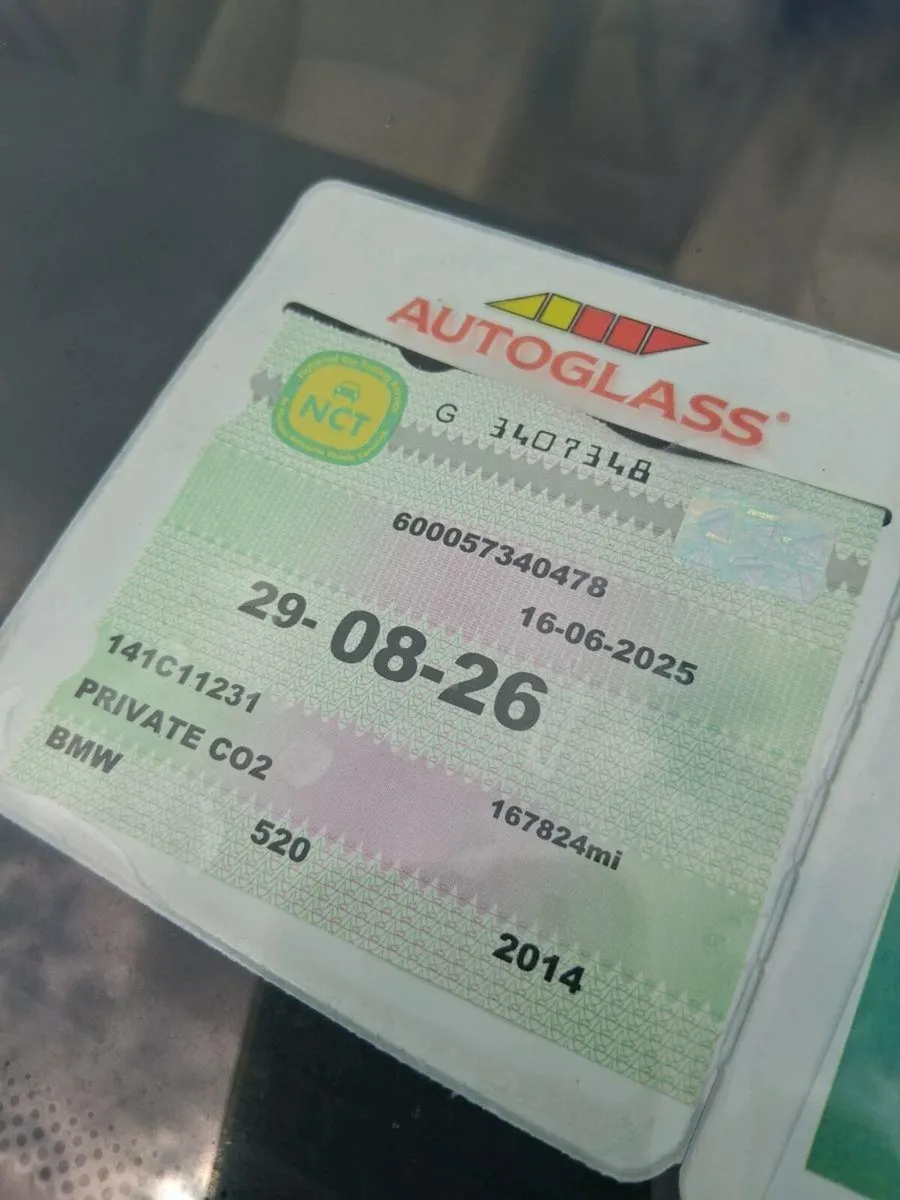 AUTOGLASS®
NCT
G 3407348
600057340478
16-06-2025
29-08-26
141C11231
PRIVATE CO2
BMW
167824mi
520
2014